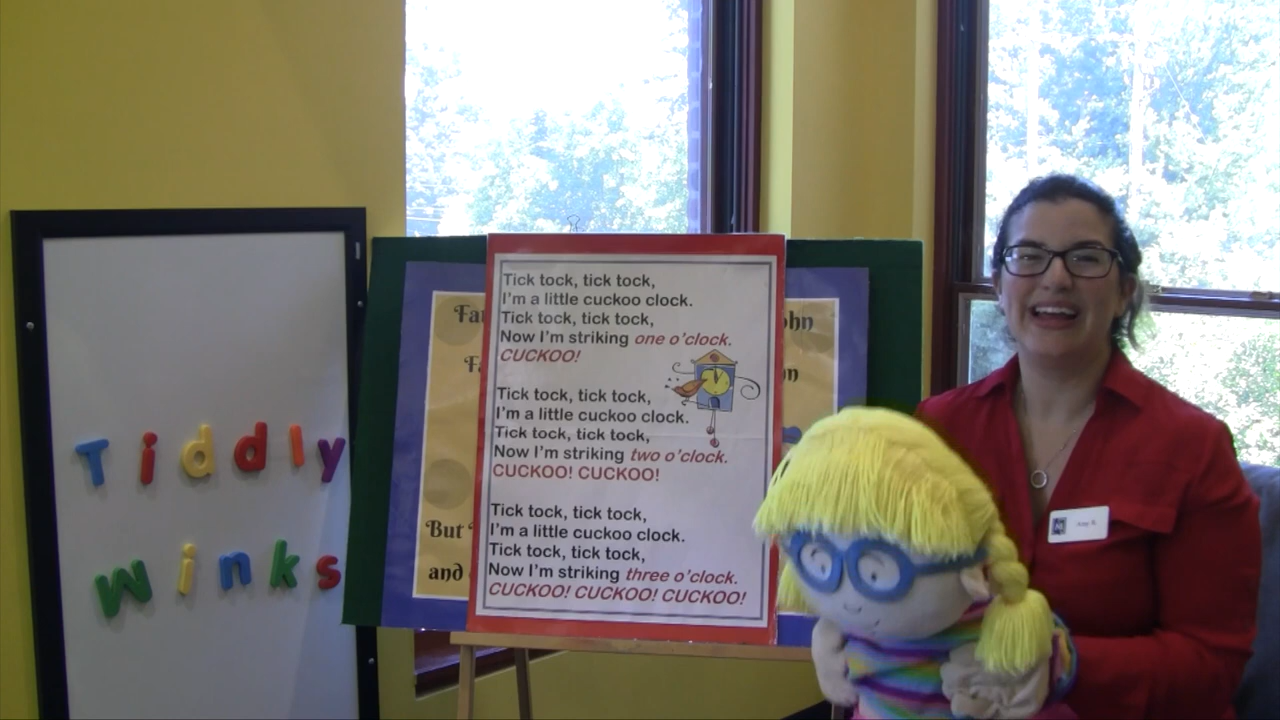 Tiddly
winks
Tick tock, tick tock,
I'm a little cuckoo clock.
Tick tock, tick tock,
Now I'm striking one o'clock.
CUCKOO!
Tick tock, tick tock,
I'm a little cuckoo clock.
Tick tock, tick tock,
Now I'm striking two o'clock.
CUCKOO! CUCKOO!
Tick tock, tick tock,
I'm a little cuckoo clock.
Tick tock, tick tock,
Now I'm striking three o'clock.
CUCKOO! CUCKOO! CUCKOO!
But
and